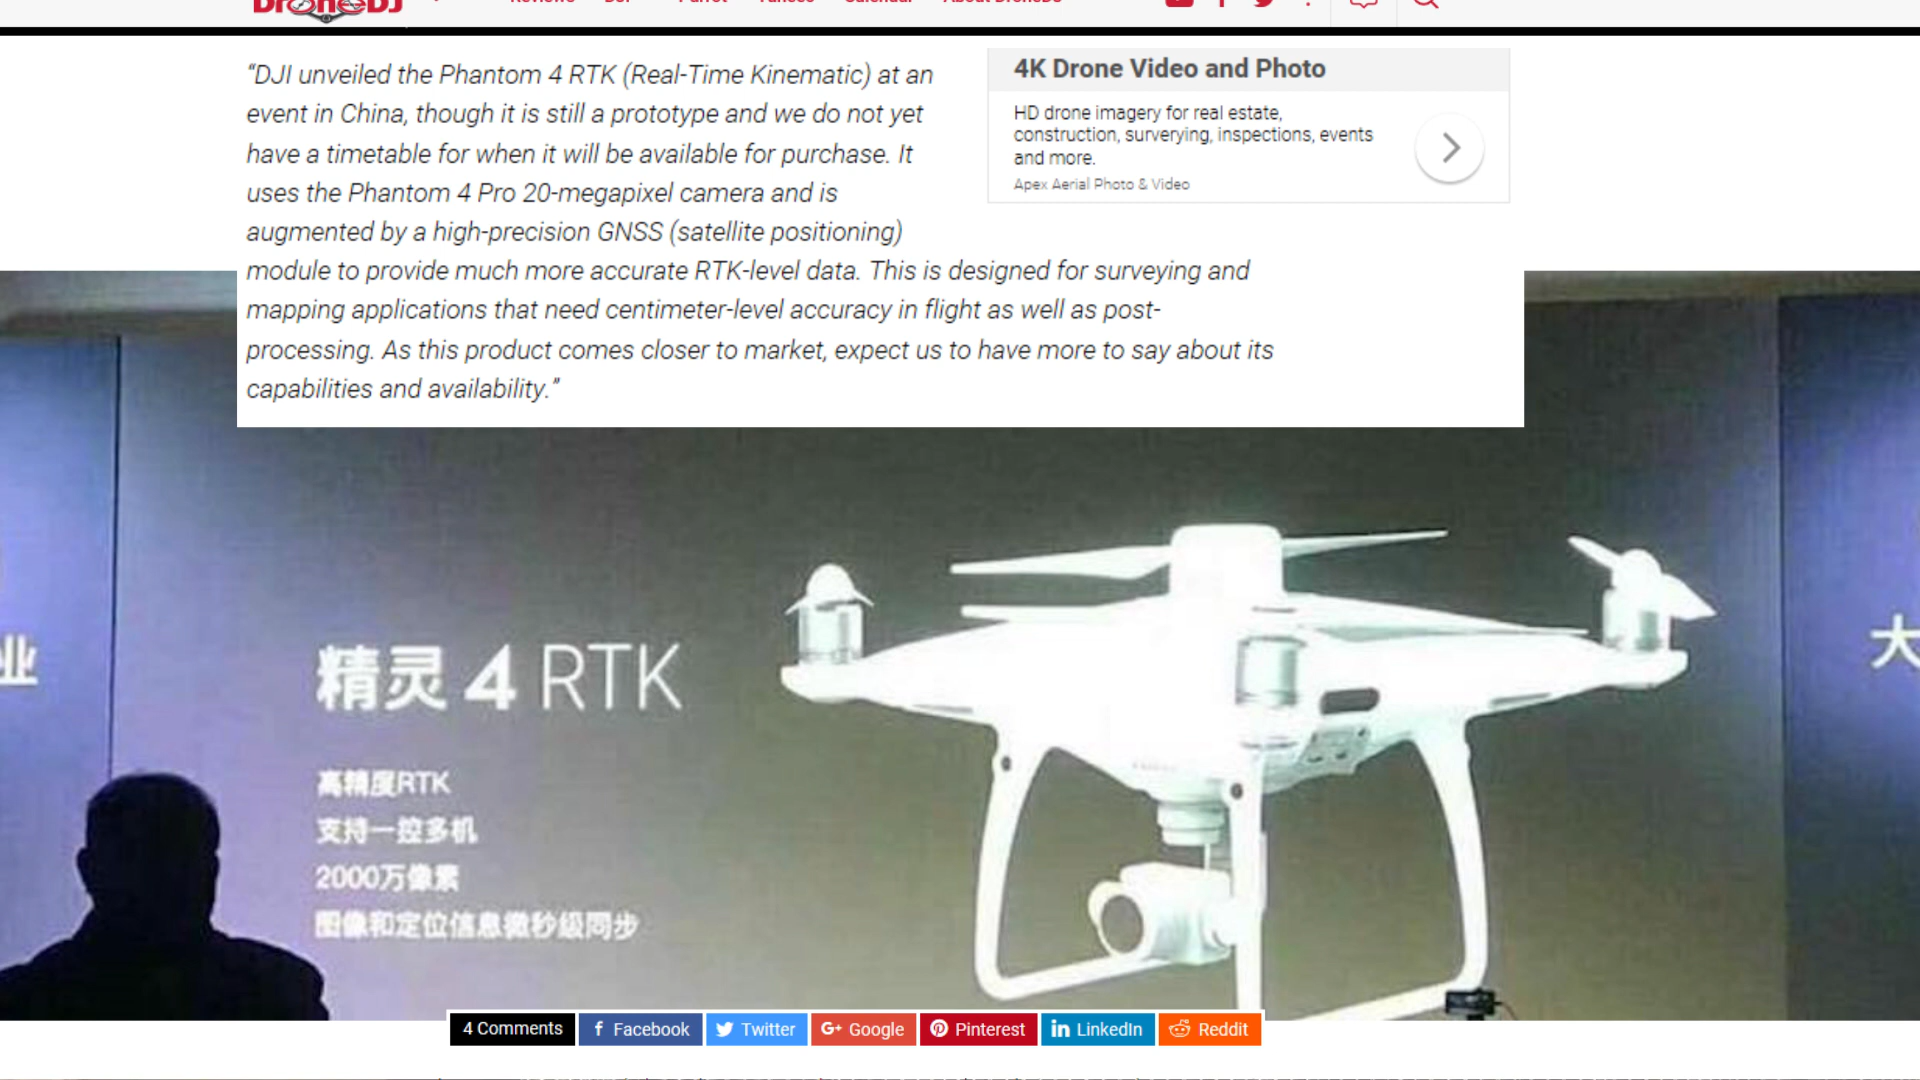 DroneDJ
Reviews DJI Parrot Yuneec Calendar About DroneDJ
“DJI unveiled the Phantom 4 RTK (Real-Time Kinematic) at an
event in China, though it is still a prototype and we do not yet
have a timetable for when it will be available for purchase. It
uses the Phantom 4 Pro 20-megapixel camera and is
augmented by a high-precision GNSS (satellite positioning)
module to provide much more accurate RTK-level data. This is designed for surveying and
mapping applications that need centimeter-level accuracy in flight as well as post-
processing. As this product comes closer to market, expect us to have more to say about its
capabilities and availability.”
4K Drone Video and Photo
HD drone imagery for real estate,
construction, surverying, inspections, events
and more.
Apex Aerial Photo & Video
业
精灵 4 RTK
大
高精度RTK
支持一控多机
2000万像素
图像和定位信息微秒级同步
4 Comments
f Facebook
Twitter
G+ Google
Pinterest
in LinkedIn
Reddit